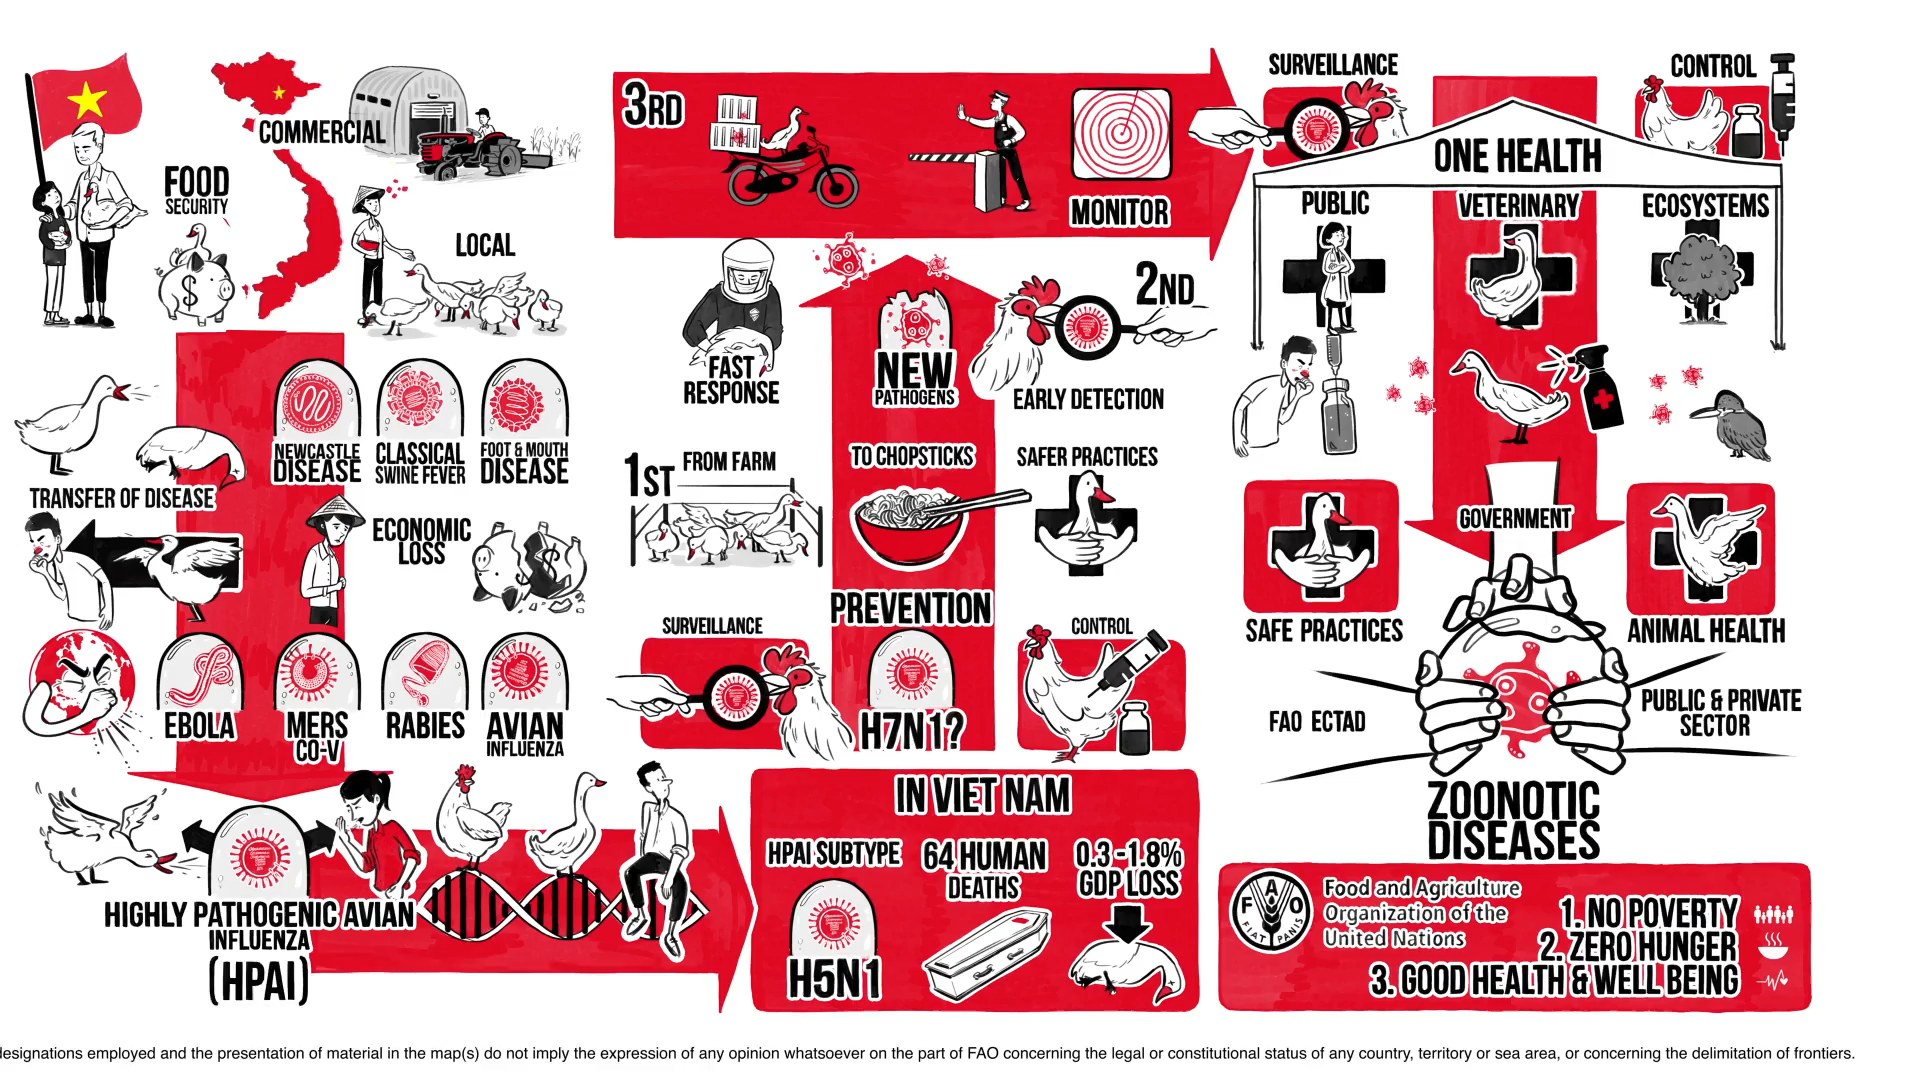 COMMERCIAL
FOOD
SECURITY
$
LOCAL
NEWCASTLE
DISEASE
CLASSICAL
SWINE FEVER
FOOT & MOUTH
DISEASE
TRANSFER OF DISEASE
ECONOMIC
LOSS
$
EBOLA
MERS
CO-V
RABIES
AVIAN
INFLUENZA
HIGHLY PATHOGENIC AVIAN
INFLUENZA
(HPAI)
IN VIET NAM
HPAI SUBTYPE
H5N1
64 HUMAN
DEATHS
0.3 -1.8%
GDP LOSS
SURVEILLANCE
PREVENTION
H7N1?
CONTROL
1ST
FROM FARM
TO CHOPSTICKS
SAFER PRACTICES
FAST
RESPONSE
NEW
PATHOGENS
2ND
EARLY DETECTION
3RD
MONITOR
SURVEILLANCE
CONTROL
ONE HEALTH
PUBLIC
VETERINARY
ECOSYSTEMS
GOVERNMENT
SAFE PRACTICES
ANIMAL HEALTH
FAO ECTAD
PUBLIC & PRIVATE
SECTOR
ZOONOTIC
DISEASES
F A O
FIAT PANIS
Food and Agriculture
Organization of the
United Nations
1. NO POVERTY
2. ZERO HUNGER
3. GOOD HEALTH & WELL BEING
designations employed and the presentation of material in the map(s) do not imply the expression of any opinion whatsoever on the part of FAO concerning the legal or constitutional status of any country, territory or sea area, or concerning the delimitation of frontiers.